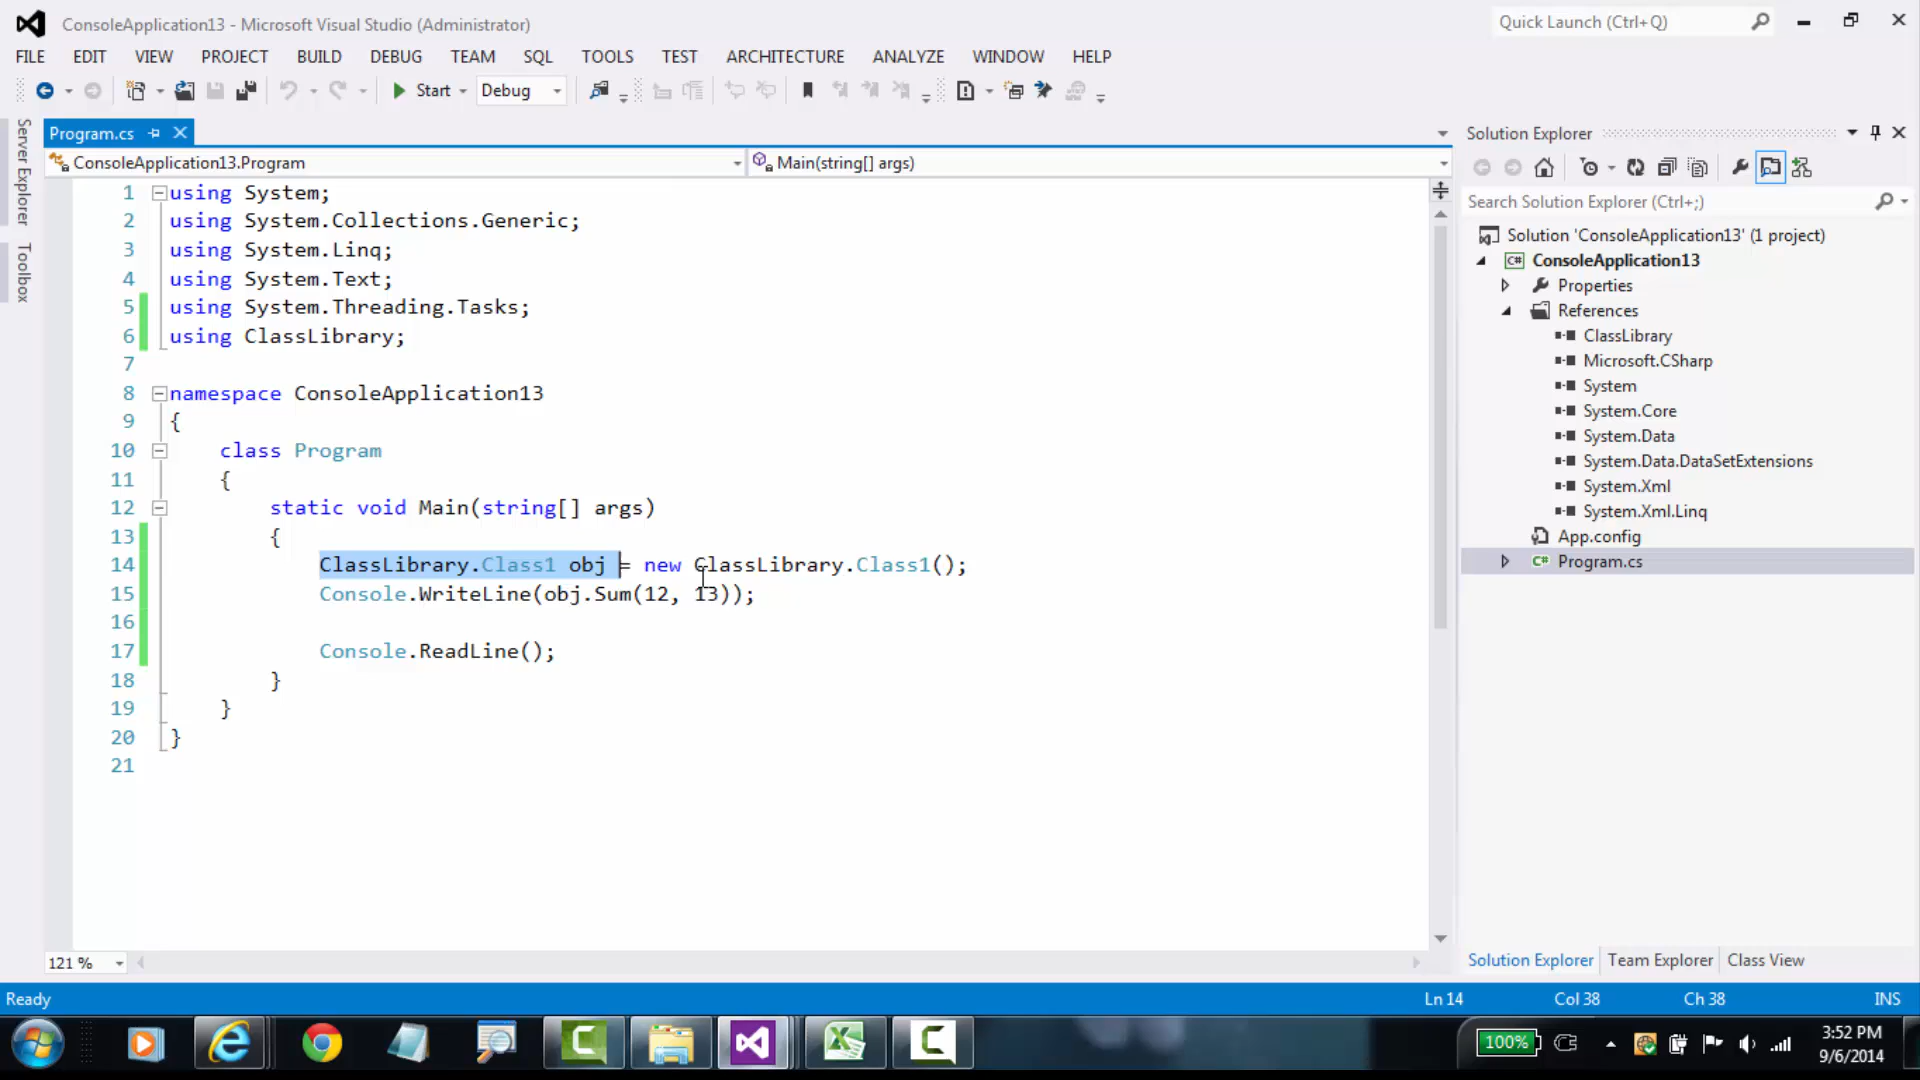 ConsoleApplication13 - Microsoft Visual Studio (Administrator)
Quick Launch (Ctrl+Q)
FILE EDIT VIEW PROJECT BUILD DEBUG TEAM SQL TOOLS TEST ARCHITECTURE ANALYZE WINDOW HELP
Start Debug
Server Explorer
Toolbox
Program.cs
ConsoleApplication13.Program
Main(string[] args)
1 using System;
2 using System.Collections.Generic;
3 using System.Linq;
4 using System.Text;
5 using System.Threading.Tasks;
6 using ClassLibrary;
7
8 namespace ConsoleApplication13
9 {
10 class Program
11 {
12 static void Main(string[] args)
13 {
14 ClassLibrary.Class1 obj = new ClassLibrary.Class1();
15 Console.WriteLine(obj.Sum(12, 13));
16
17 Console.ReadLine();
18 }
19 }
20 }
21
121 %
Solution Explorer
Search Solution Explorer (Ctrl+;)
Solution 'ConsoleApplication13' (1 project)
C# ConsoleApplication13
Properties
References
ClassLibrary
Microsoft.CSharp
System
System.Core
System.Data
System.Data.DataSetExtensions
System.Xml
System.Xml.Linq
App.config
C# Program.cs
Solution Explorer Team Explorer Class View
Ready
Ln 14 Col 38 Ch 38 INS
100%
3:52 PM
9/6/2014